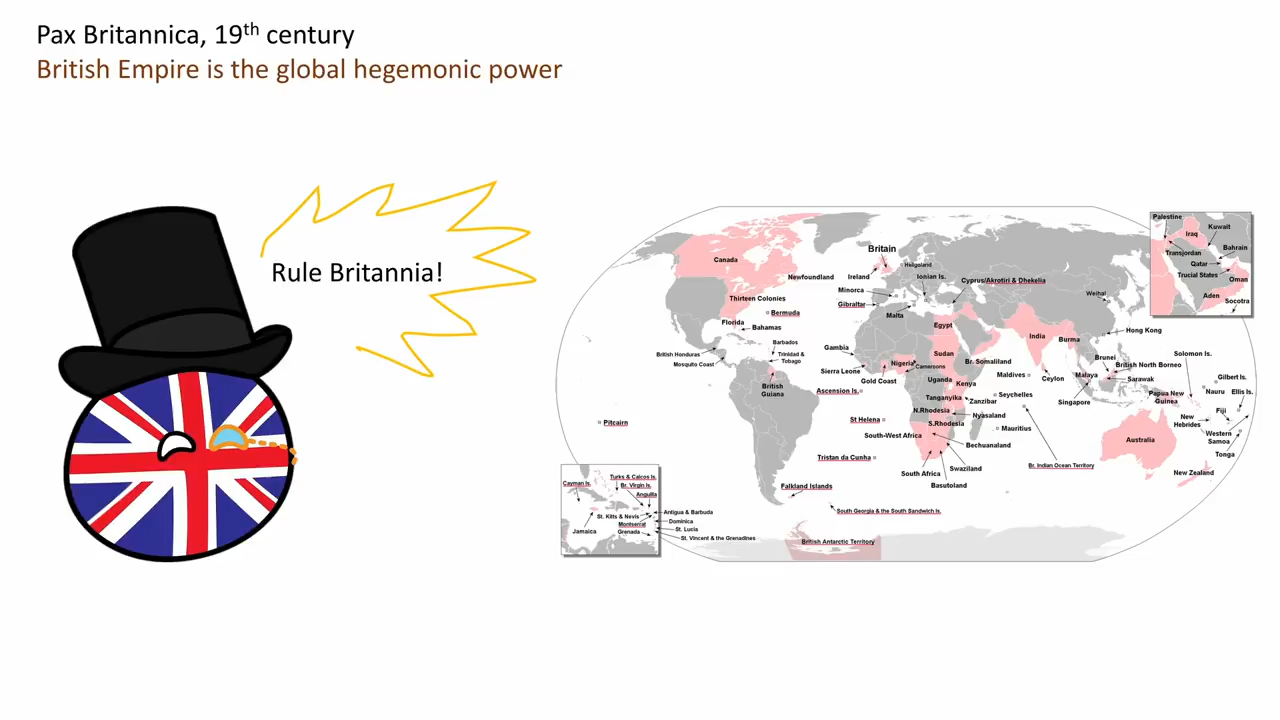 Pax Britannica, 19th century
British Empire is the global hegemonic power
Rule Britannia!
Canada
Newfoundland
Thirteen Colonies
Bermuda
Florida
Bahamas
British Honduras
Mosquito Coast
Barbados
Trinidad &
Tobago
British
Guiana
Pitcairn
Britain
Ireland
Heligoland
Ionian Is.
Minorca
Gibraltar
Malta
Cyprus/Akrotiri & Dhekelia
Weihai
Egypt
Sudan
Gambia
Sierra Leone
Gold Coast
Nigeria
Cameroons
Br. Somaliland
Uganda
Kenya
Tanganyika
Zanzibar
Ascension Is.
St Helena
N.Rhodesia
S.Rhodesia
Nyasaland
South-West Africa
Bechuanaland
Tristan da Cunha
South Africa
Swaziland
Basutoland
Seychelles
Mauritius
Maldives
Br. Indian Ocean Territory
India
Burma
Ceylon
Hong Kong
Brunei
British North Borneo
Malaya
Sarawak
Singapore
Solomon Is.
Papua New
Guinea
Gilbert Is.
Nauru
Ellis Is.
Fiji
New
Hebrides
Western
Samoa
Tonga
Australia
New Zealand
Falkland Islands
South Georgia & the South Sandwich Is.
British Antarctic Territory
Palestine
Iraq
Kuwait
Transjordan
Bahrain
Qatar
Trucial States
Oman
Aden
Socotra
Cayman Is.
Turks & Caicos Is.
Br. Virgin Is.
Anguilla
St. Kitts & Nevis
Antigua & Barbuda
Montserrat
Dominica
Jamaica
Grenada
St. Lucia
St. Vincent & the Grenadines